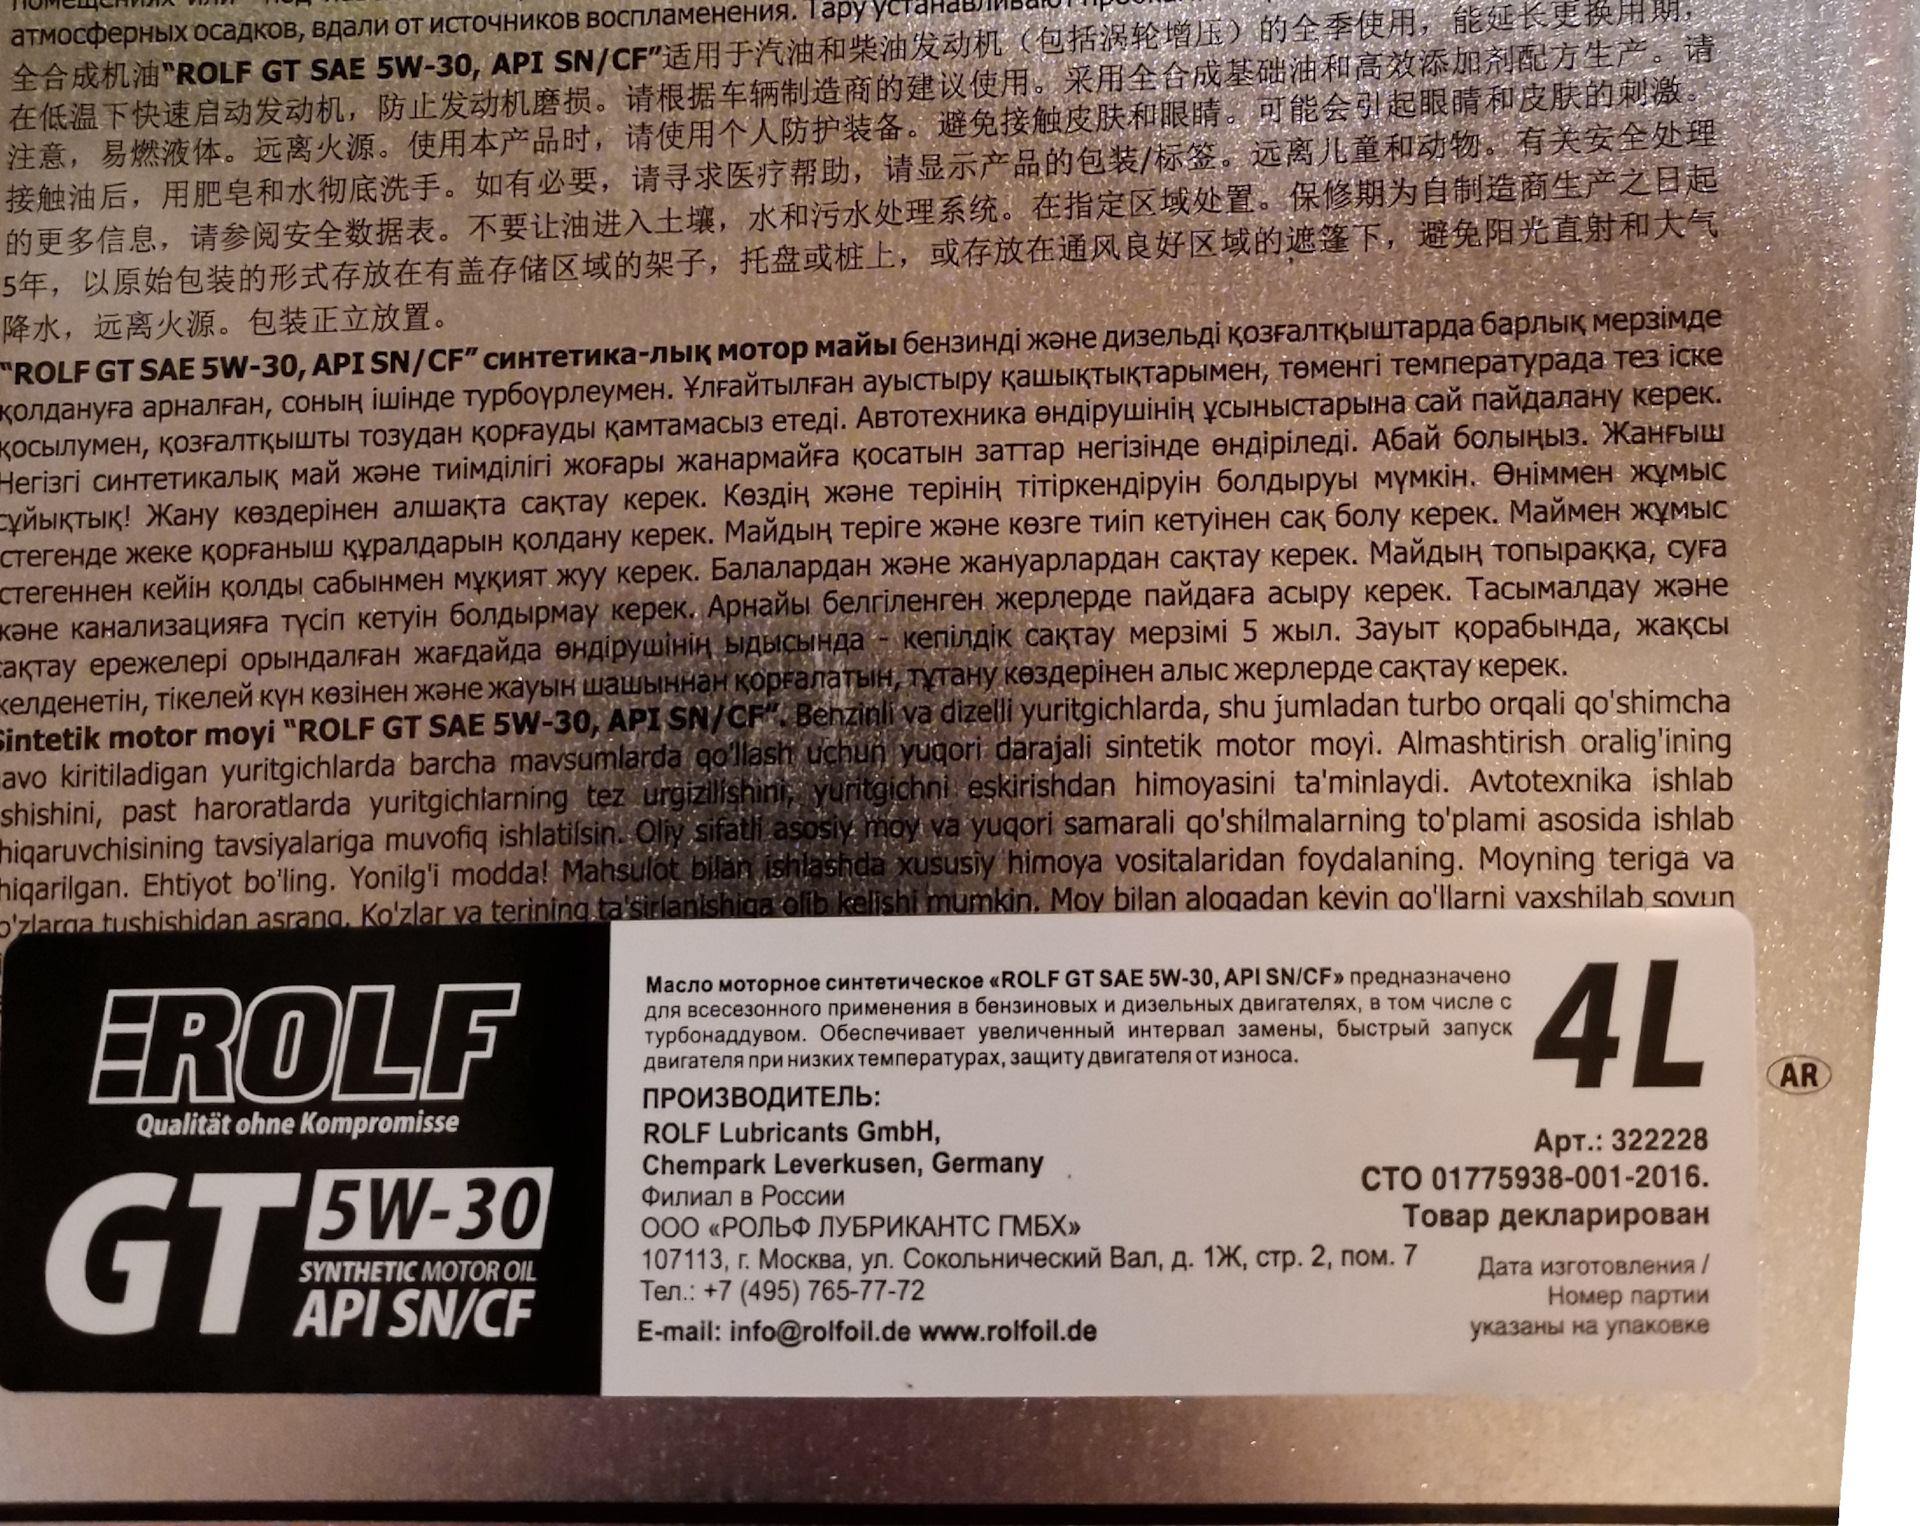 атмосферных осадков, вдали от источников воспламенения. Тару устанавливают
全合成机油“ROLF GT SAE 5W-30, API SN/CF”适用于汽油和柴油发动机（包括涡轮增压）的全季使用，能延长更换用期，
在低温下快速启动发动机，防止发动机磨损。请根据车辆制造商的建议使用。采用全合成基础油和高效添加剂配方生产。请
注意，易燃液体。远离火源。使用本产品时，请使用个人防护装备。避免接触皮肤和眼睛。可能会引起眼睛和皮肤的刺激。
接触油后，用肥皂和水彻底洗手。如有必要，请寻求医疗帮助，请显示产品的包装/标签。远离儿童和动物。有关安全处理
的更多信息，请参阅安全数据表。不要让油进入土壤，水和污水处理系统。在指定区域处置。保修期为自制造商生产之日起
5年，以原始包装的形式存放在有盖存储区域的架子，托盘或桩上，或存放在通风良好区域的遮篷下，避免阳光直射和大气
降水，远离火源。包装正立放置。
“ROLF GT SAE 5W-30, API SN/CF” синтетика-лық мотор майы бензинді және дизельді қозғалтқыштарда барлық мерзімде
қолдануға арналған, соның ішінде турбоүрлеумен. Ұлғайтылған ауыстыру қашықтықтарымен, төменгі температурада тез іске
қосылумен, қозғалтқышты тозудан қорғауды қамтамасыз етеді. Автотехника өндірушінің ұсыныстарына сай пайдалану керек.
Негізгі синтетикалық май және тиімділігі жоғары жанармайға қосатын заттар негізінде өндіріледі. Абай болыңыз. Жанғыш
сұйықтық! Жану көздерінен алшақта сақтау керек. Көздің және терінің тітіркендіруін болдыруы мүмкін. Өніммен жұмыс
стегенде жеке қорғаныш құралдарын қолдану керек. Майдың теріге және көзге тиіп кетуінен сақ болу керек. Маймен жұмыс
стегеннен кейін қолды сабынмен мұқият жуу керек. Балалардан және жануарлардан сақтау керек. Майдың топыраққа, суға
және канализацияға түсіп кетуін болдырмау керек. Арнайы белгіленген жерлерде пайдаға асыру керек. Тасымалдау және
сақтау ережелері орындалған жағдайда өндірушінің ыдысында - кепілдік сақтау мерзімі 5 жыл. Зауыт қорабында, жақсы
желденетін, тікелей күн көзінен және жауын шашыннан қорғалатын, тұтану көздерінен алыс жерлерде сақтау керек.
Sintetik motor moyi “ROLF GT SAE 5W-30, API SN/CF”. Benzinli va dizelli yuritgichlarda, shu jumladan turbo orqali qo'shimcha
havo kiritiladigan yuritgichlarda barcha mavsumlarda qo'llash uchun yuqori darajali sintetik motor moyi. Almashtirish oralig'ining
oshishini, past haroratlarda yuritgichlarning tez urgizilishini, yuritgichni eskirishdan himoyasini ta'minlaydi. Avtotexnika ishlab
chiqaruvchisining tavsiyalariga muvofiq ishlatilsin. Oliy sifatli asosiy moy va yuqori samarali qo'shilmalarning to'plami asosida ishlab
chiqarilgan. Ehtiyot bo'ling. Yonilg'i modda! Mahsulot bilan ishlashda xususiy himoya vositalaridan foydalaning. Moyning teriga va
ko'zlarga tushishidan asrang. Ko'zlar va terining ta'sirlanishiga olib kelishi mumkin. Moy bilan aloqadan keyin qo'llarni yaxshilab sovun
ROLF
Qualität ohne Kompromisse
GT 5W-30
SYNTHETIC MOTOR OIL
API SN/CF
Масло моторное синтетическое «ROLF GT SAE 5W-30, API SN/CF» предназначено
для всесезонного применения в бензиновых и дизельных двигателях, в том числе с
турбонаддувом. Обеспечивает увеличенный интервал замены, быстрый запуск
двигателя при низких температурах, защиту двигателя от износа.
ПРОИЗВОДИТЕЛЬ:
ROLF Lubricants GmbH,
Chempark Leverkusen, Germany
Филиал в России
ООО «РОЛЬФ ЛУБРИКАНТС ГМБХ»
107113, г. Москва, ул. Сокольнический Вал, д. 1Ж, стр. 2, пом. 7
Тел.: +7 (495) 765-77-72
E-mail: info@rolfoil.de www.rolfoil.de
4L
Арт.: 322228
СТО 01775938-001-2016.
Товар декларирован
Дата изготовления /
Номер партии
указаны на упаковке
AR